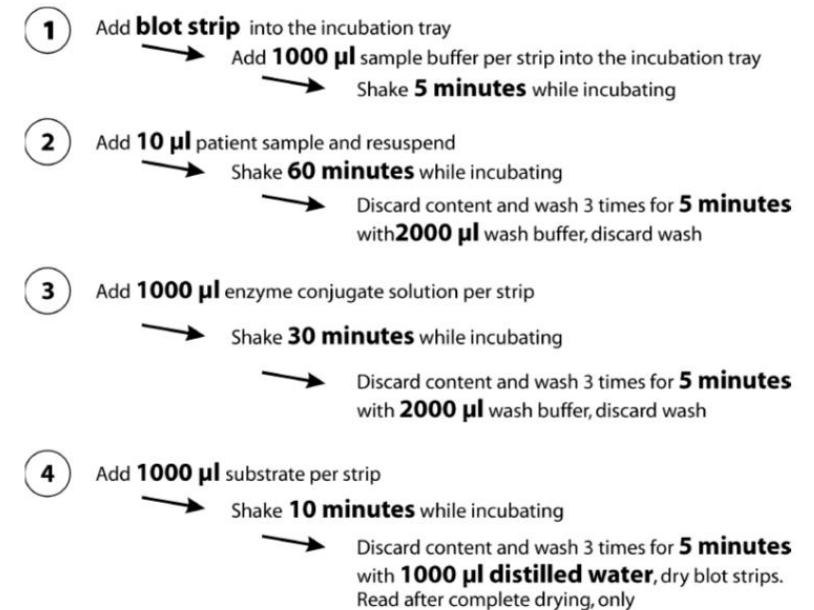 1 Add blot strip into the incubation tray
Add 1000 µl sample buffer per strip into the incubation tray
Shake 5 minutes while incubating
2 Add 10 µl patient sample and resuspend
Shake 60 minutes while incubating
Discard content and wash 3 times for 5 minutes
with2000 µl wash buffer, discard wash
3 Add 1000 µl enzyme conjugate solution per strip
Shake 30 minutes while incubating
Discard content and wash 3 times for 5 minutes
with 2000 µl wash buffer, discard wash
4 Add 1000 µl substrate per strip
Shake 10 minutes while incubating
Discard content and wash 3 times for 5 minutes
with 1000 µl distilled water, dry blot strips.
Read after complete drying, only